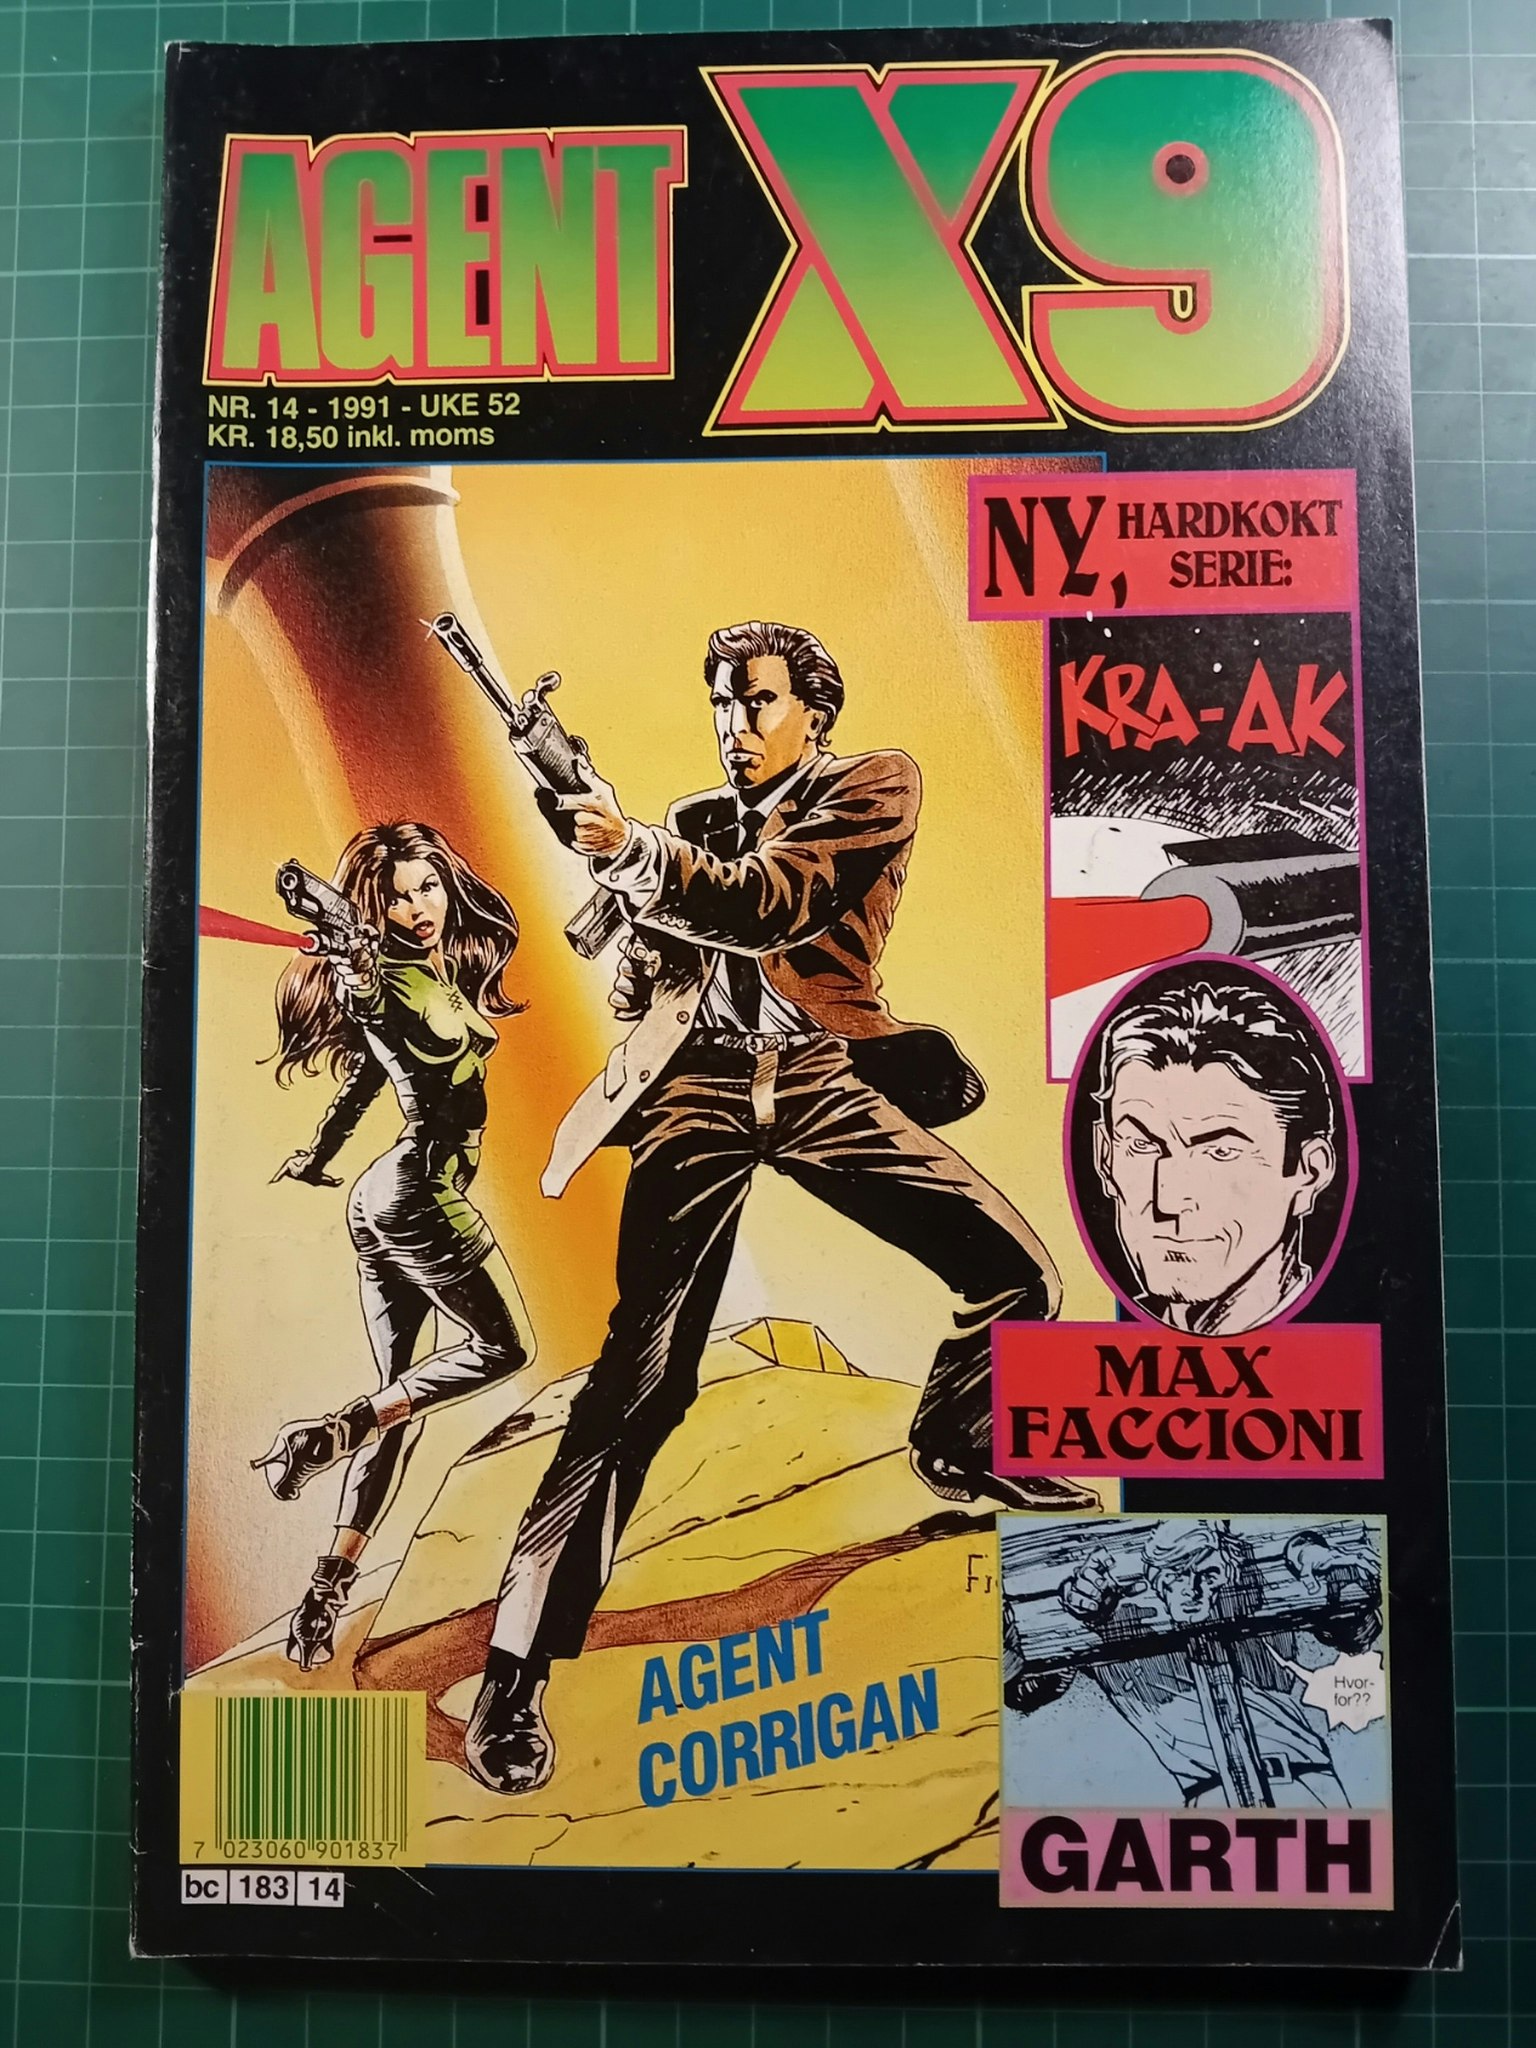 AGENT X9
NR. 14 - 1991 - UKE 52
KR. 18,50 inkl. moms
NY, HARDKOKT
SERIE:
KRA-AK
MAX
FACCIONI
Hvor-
for??
GARTH
AGENT
CORRIGAN
7 023060 901837
bc 183 14